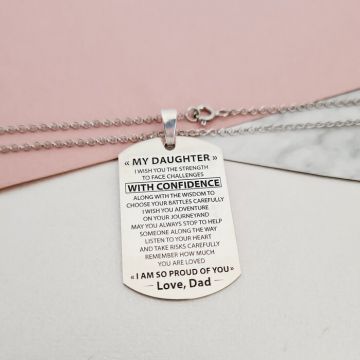 « MY DAUGHTER »
I WISH YOU THE STRENGTH
TO FACE CHALLENGES
WITH CONFIDENCE
ALONG WITH THE WISDOM TO
CHOOSE YOUR BATTLES CAREFULLY
I WISH YOU ADVENTURE
ON YOUR JOURNEYAND
MAY YOU ALWAYS STOP TO HELP
SOMEONE ALONG THE WAY
LISTEN TO YOUR HEART
AND TAKE RISKS CAREFULLY
REMEMBER HOW MUCH
YOU ARE LOVED
« I AM SO PROUD OF YOU »
Love, Dad